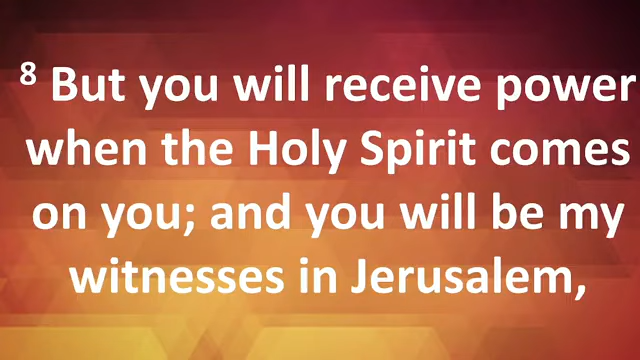 8 But you will receive power
when the Holy Spirit comes
on you; and you will be my
witnesses in Jerusalem,